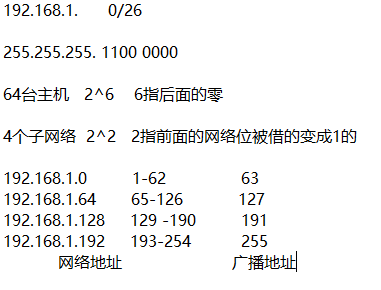 192.168.1.    0/26
255.255.255. 1100 0000
64台主机  2^6   6指后面的零
4个子网络 2^2  2指前面的网络位被借的变成1的
192.168.1.0    1-62    63
192.168.1.64    65-126    127
192.168.1.128    129 -190    191
192.168.1.192    193-254    255
网络地址    广播地址